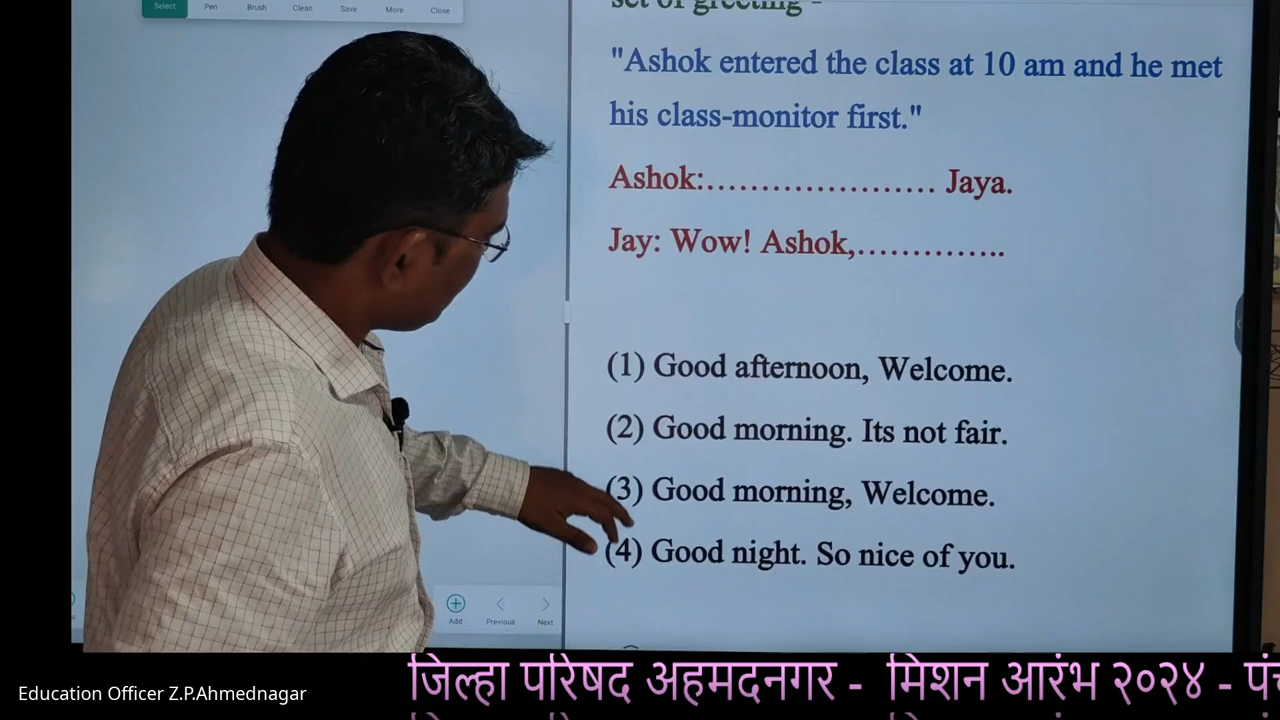 Select Pen Brush Clean Save More Close
set of greeting -
"Ashok entered the class at 10 am and he met
his class-monitor first."
Ashok:..................... Jaya.
Jay: Wow! Ashok,..............
(1) Good afternoon, Welcome.
(2) Good morning. Its not fair.
(3) Good morning, Welcome.
(4) Good night. So nice of you.
Add Previous Next
Education Officer Z.P.Ahmednagar
जिल्हा परिषद अहमदनगर - मिशन आरंभ २०२४ -